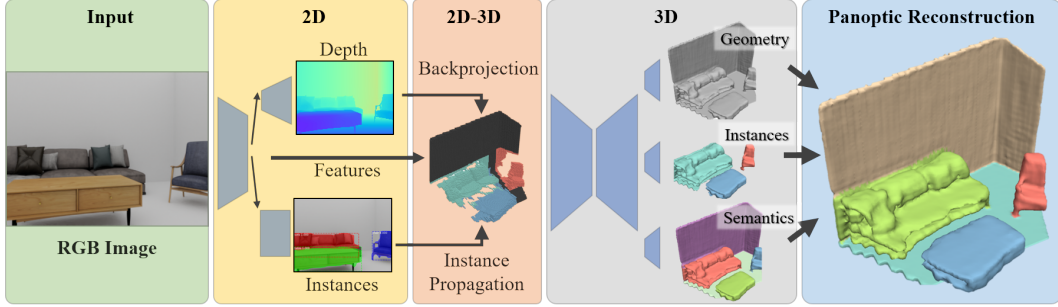 Input
RGB Image
2D
Depth
Features
Instances
2D-3D
Backprojection
Instance
Propagation
3D
Geometry
Instances
Semantics
Panoptic Reconstruction